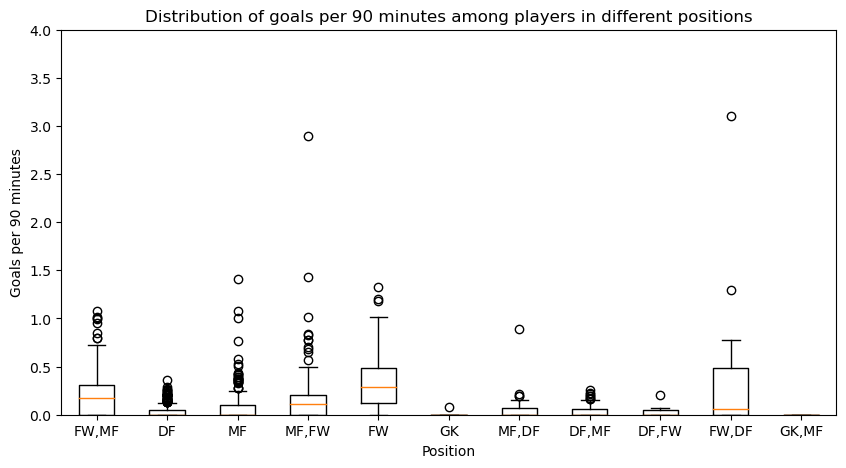 Distribution of goals per 90 minutes among players in different positions
Goals per 90 minutes
4.0
3.5
3.0
2.5
2.0
1.5
1.0
0.5
0.0
FW,MF DF MF MF,FW FW GK MF,DF DF,MF DF,FW FW,DF GK,MF
Position